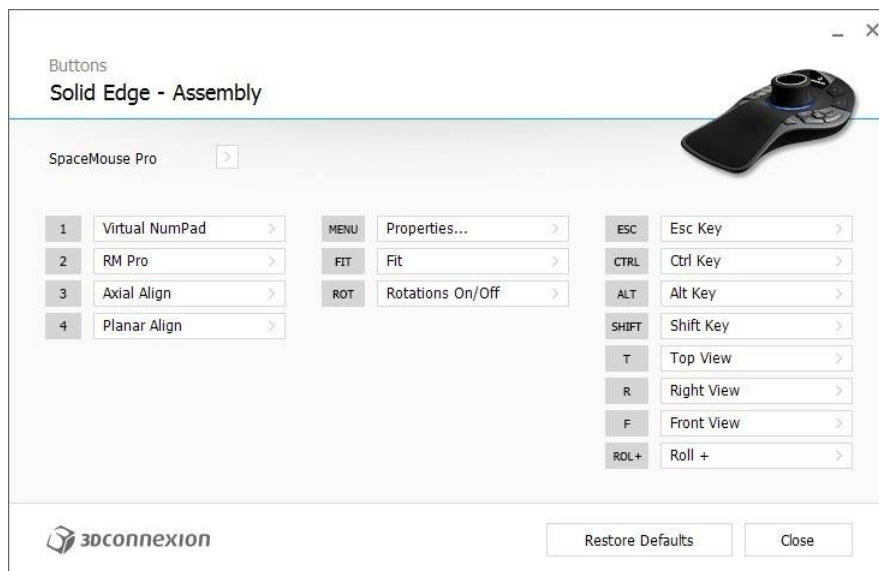 Buttons
Solid Edge - Assembly
SpaceMouse Pro
1 Virtual NumPad
2 RM Pro
3 Axial Align
4 Planar Align
MENU Properties...
FIT Fit
ROT Rotations On/Off
ESC Esc Key
CTRL Ctrl Key
ALT Alt Key
SHIFT Shift Key
T Top View
R Right View
F Front View
ROL+ Roll +
3Dconnexion
Restore Defaults
Close